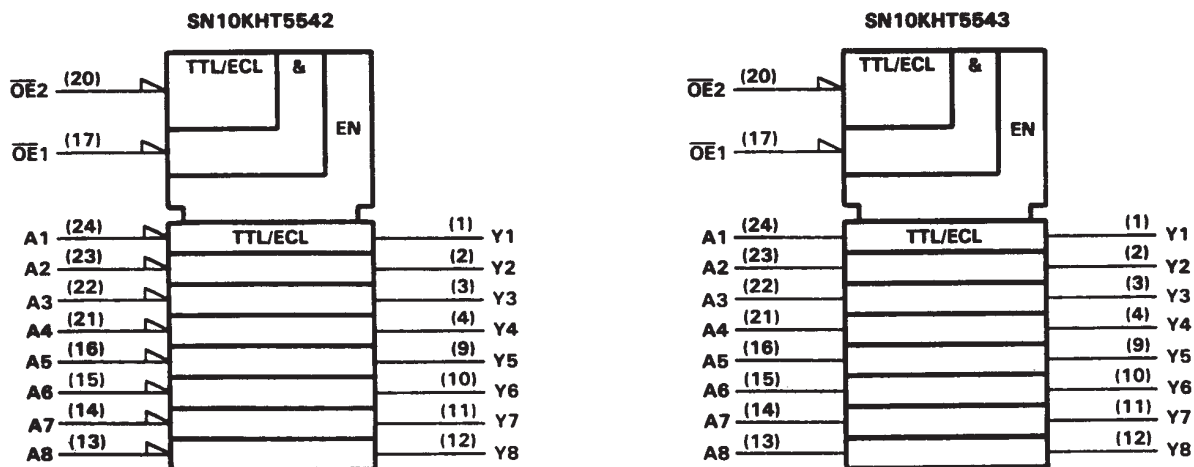 SN10KHT5542
TTL/ECL & EN
O̅E̅2 (20)
O̅E̅1 (17)
TTL/ECL
A1 (24) (1) Y1
A2 (23) (2) Y2
A3 (22) (3) Y3
A4 (21) (4) Y4
A5 (16) (9) Y5
A6 (15) (10) Y6
A7 (14) (11) Y7
A8 (13) (12) Y8
SN10KHT5543
TTL/ECL & EN
O̅E̅2 (20)
O̅E̅1 (17)
TTL/ECL
A1 (24) (1) Y1
A2 (23) (2) Y2
A3 (22) (3) Y3
A4 (21) (4) Y4
A5 (16) (9) Y5
A6 (15) (10) Y6
A7 (14) (11) Y7
A8 (13) (12) Y8